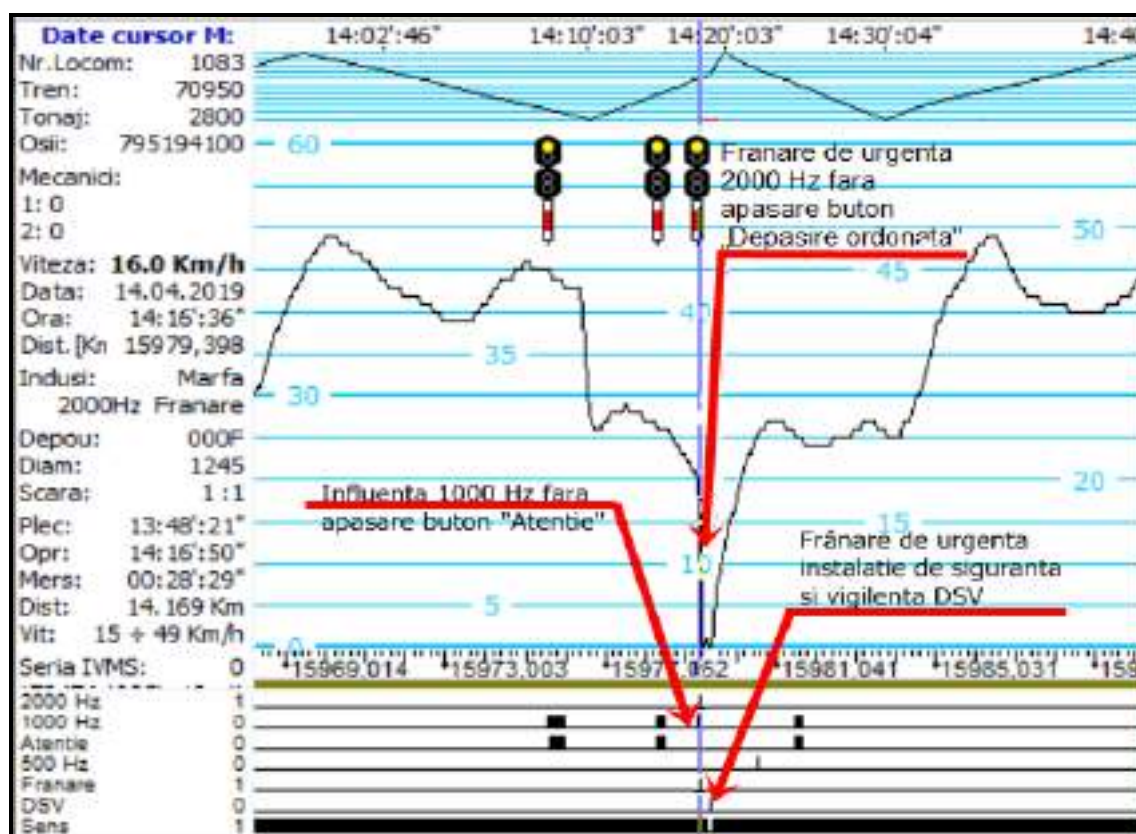 Date cursor M:
14:02':46"
14:10':03"
14:20':03"
14:30':04"
Nr.Locom: 1083
Tren: 70950
Tonaj: 2800
Osii: 795194100
Mecanici:
1: 0
2: 0
Viteza: 16.0 Km/h
Data: 14.04.2019
Ora: 14:16':36"
Dist.[Kn 15979,398
Indusi: Marfa
2000Hz Franare
Depou: 000F
Diam: 1245
Scara: 1:1
Plec: 13:48':21"
Opr: 14:16':50"
Mers: 00:28':29"
Dist: 14.169 Km
Vit: 15 ÷ 49 Km/h
Seria IVMS: 0
60
Franare de urgenta
2000 Hz fara
apasare buton
„Depasire ordonata"
50
45
40
35
30
20
Influenta 1000 Hz fara
apasare buton "Atentie"
15
Frânare de urgenta
instalatie de siguranta
si vigilenta DSV
10
5
0
15969,014
15973,003
15981,041
15985,031
2000 Hz 1
1000 Hz 0
Atentie 0
500 Hz 0
Franare 1
DSV 0
Sens 1